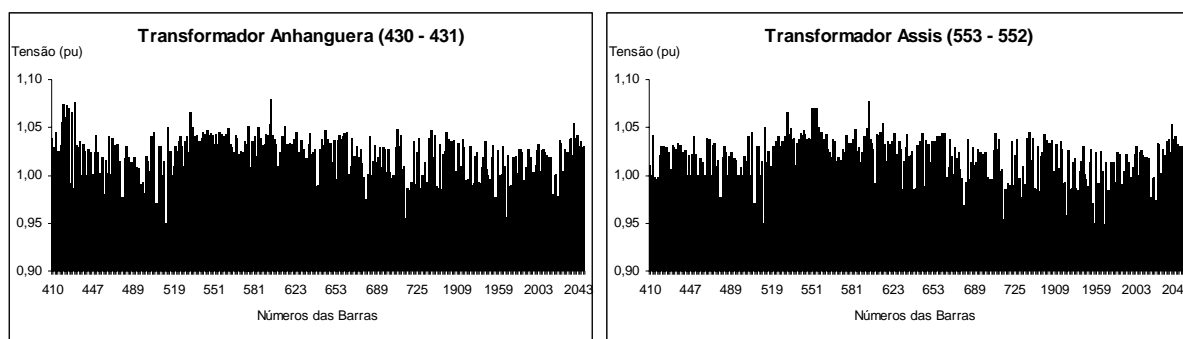 Transformador Anhanguera (430 - 431)
Tensão (pu)
1,10
1,05
1,00
0,95
0,90
410 447 489 519 551 581 623 653 689 729 1909 1959 2003 2043
Números das Barras
Transformador Assis (553 - 552)
Tensão (pu)
1,10
1,05
1,00
0,95
0,90
410 447 489 519 551 581 623 653 689 725 1909 1959 2003 204
Números das Barras